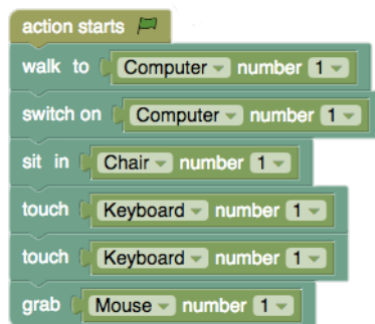 action starts
walk to Computer number 1
switch on Computer number 1
sit in Chair number 1
touch Keyboard number 1
touch Keyboard number 1
grab Mouse number 1